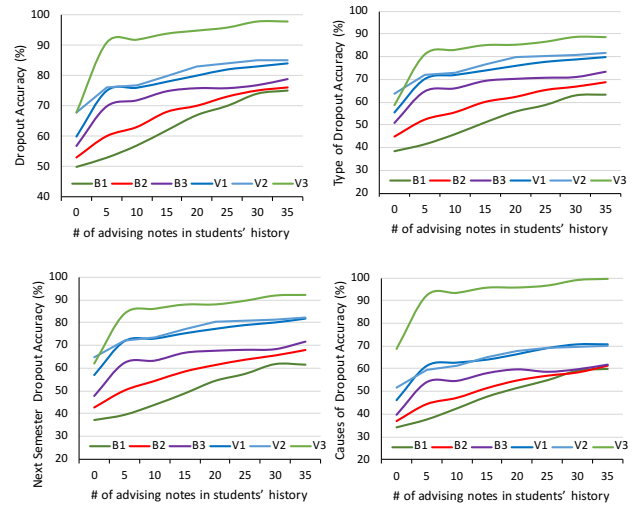 Dropout Accuracy (%)
100
90
80
70
60
50
40
B1 B2 B3 V1 V2 V3
0 5 10 15 20 25 30 35
# of advising notes in students' history
Type of Dropout Accuracy (%)
100
90
80
70
60
50
40
30
20
B1 B2 B3 V1 V2 V3
0 5 10 15 20 25 30 35
# of advising notes in students' history
Next Semester Dropout Accuracy (%)
100
90
80
70
60
50
40
30
20
B1 B2 B3 V1 V2 V3
0 5 10 15 20 25 30 35
# of advising notes in students' history
Causes of Dropout Accuracy (%)
100
90
80
70
60
50
40
30
20
B1 B2 B3 V1 V2 V3
0 5 10 15 20 25 30 35
# of advising notes in students' history